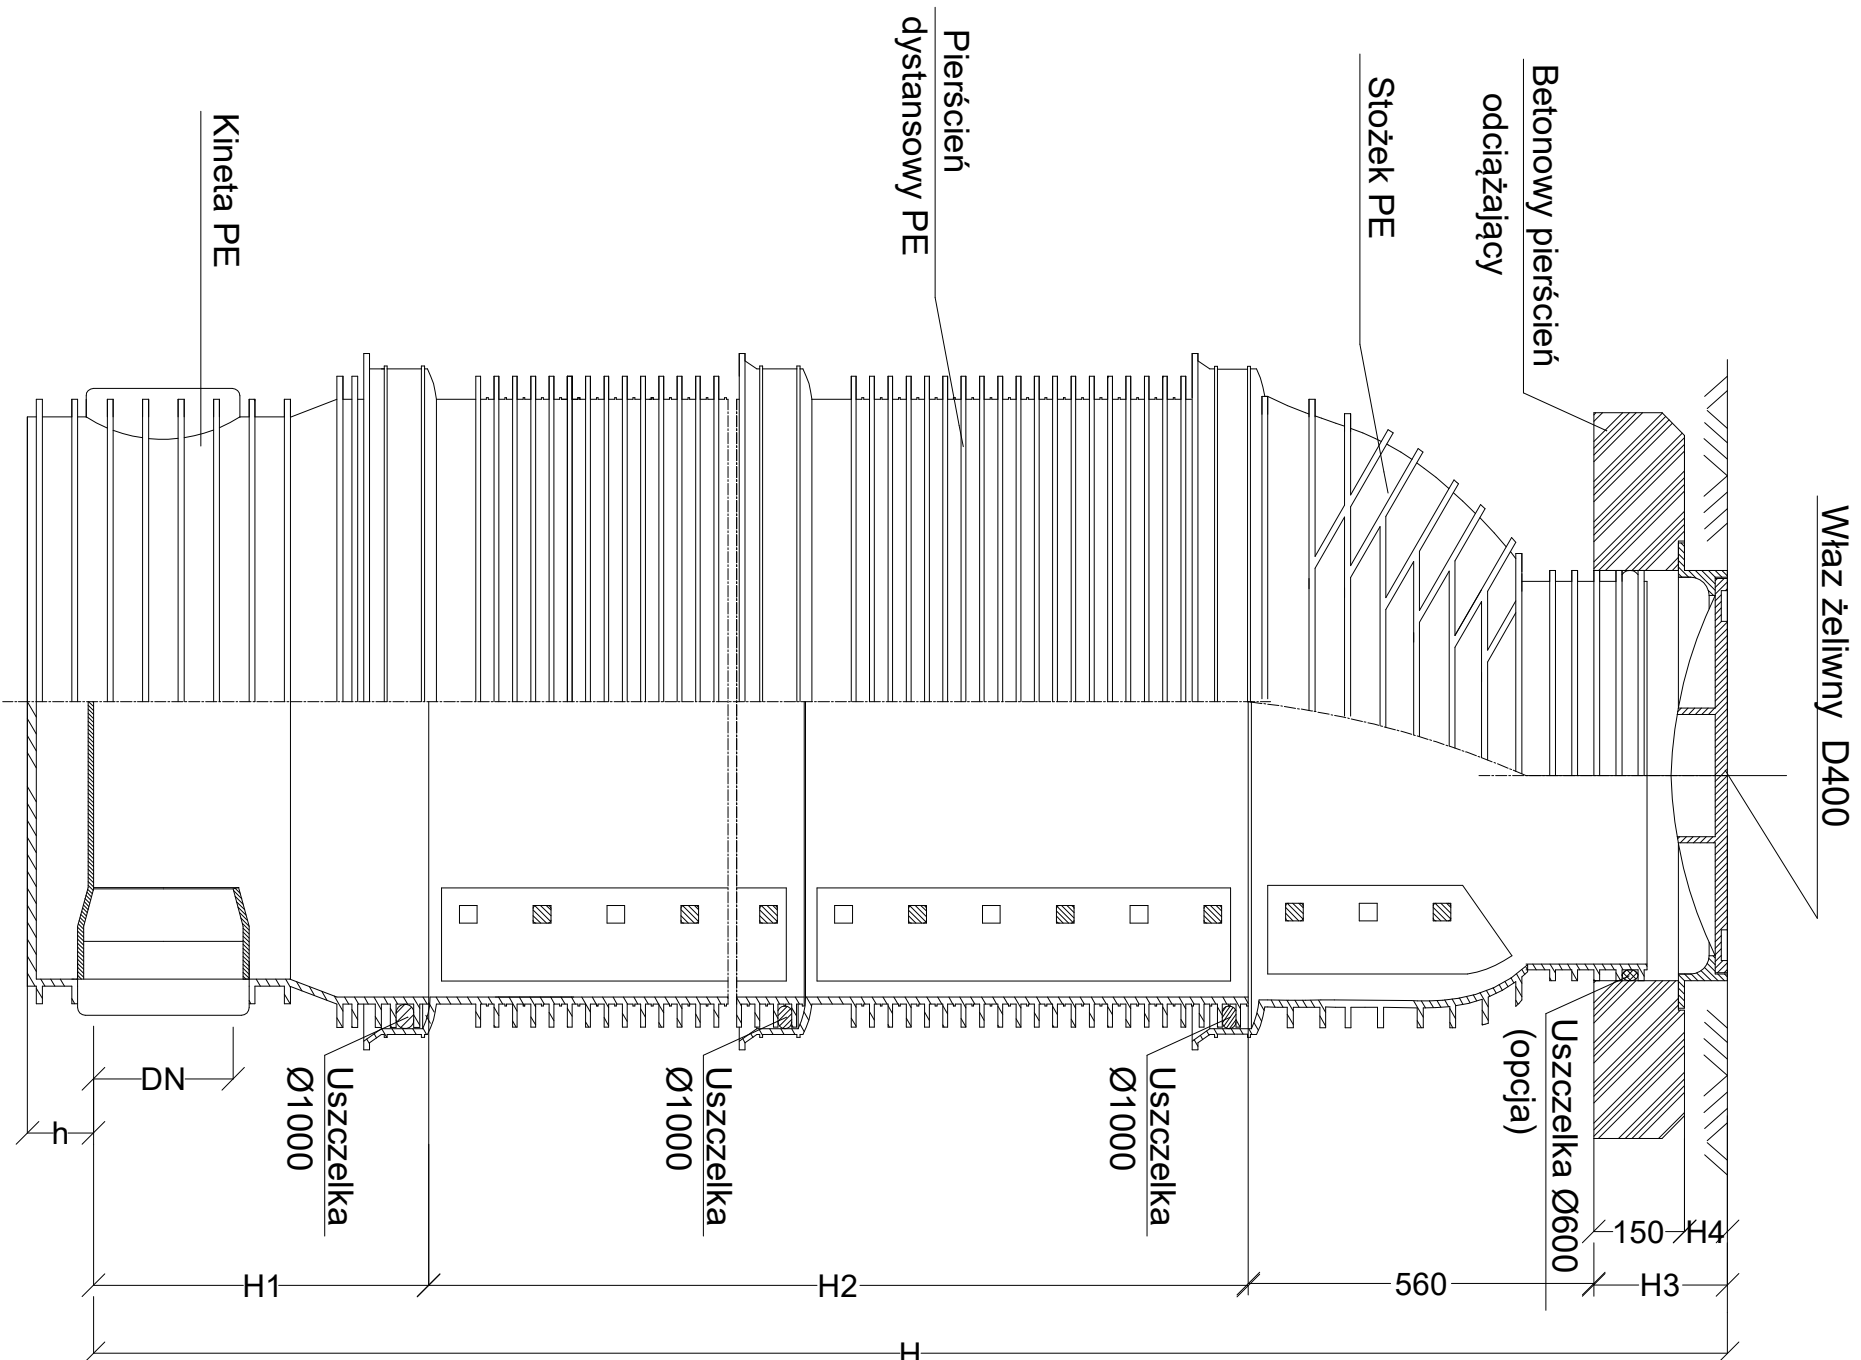 Właz żeliwny D400
Betonowy pierścień
odciążający
Stożek PE
Pierścień
dystansowy PE
Kineta PE
Uszczelka Ø600
(opcja)
Uszczelka
Ø1000
Uszczelka
Ø1000
Uszczelka
Ø1000
H4
150
H3
560
H2
H1
H
DN
h